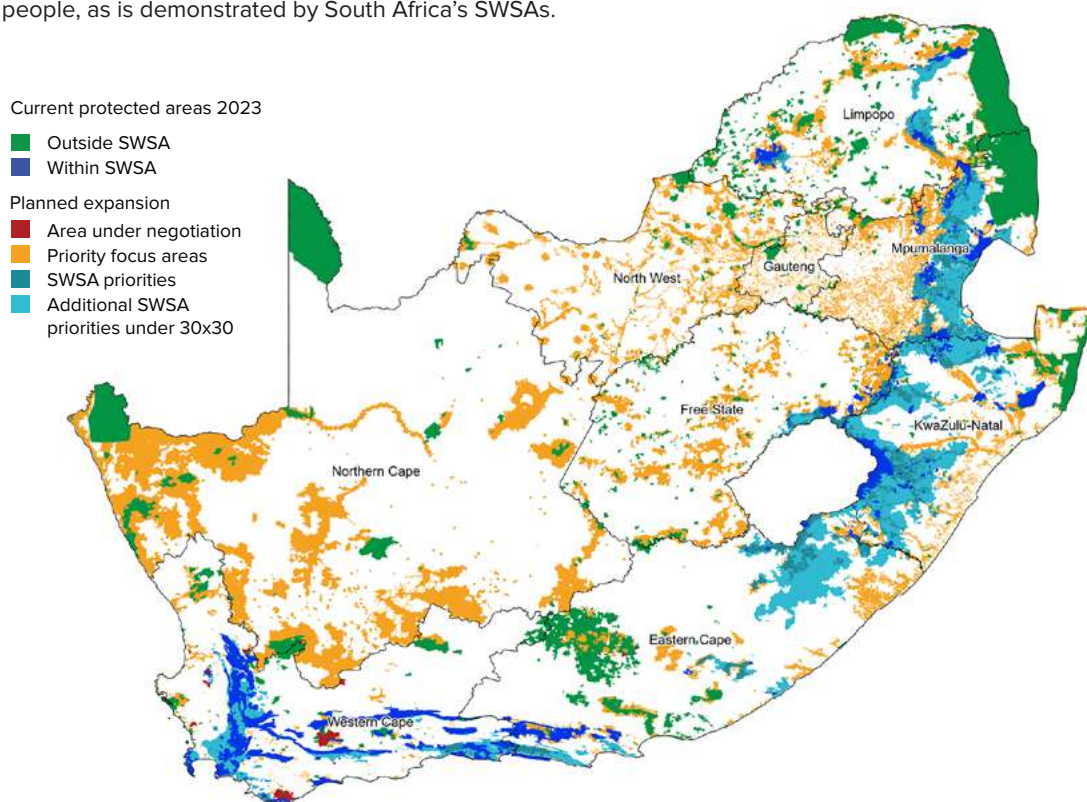 people, as is demonstrated by South Africa’s SWSAs.
Current protected areas 2023
Outside SWSA
Within SWSA
Planned expansion
Area under negotiation
Priority focus areas
SWSA priorities
Additional SWSA
priorities under 30x30
Limpopo
Mpumalanga
Gauteng
North West
Free State
KwaZulu-Natal
Northern Cape
Eastern Cape
Western Cape